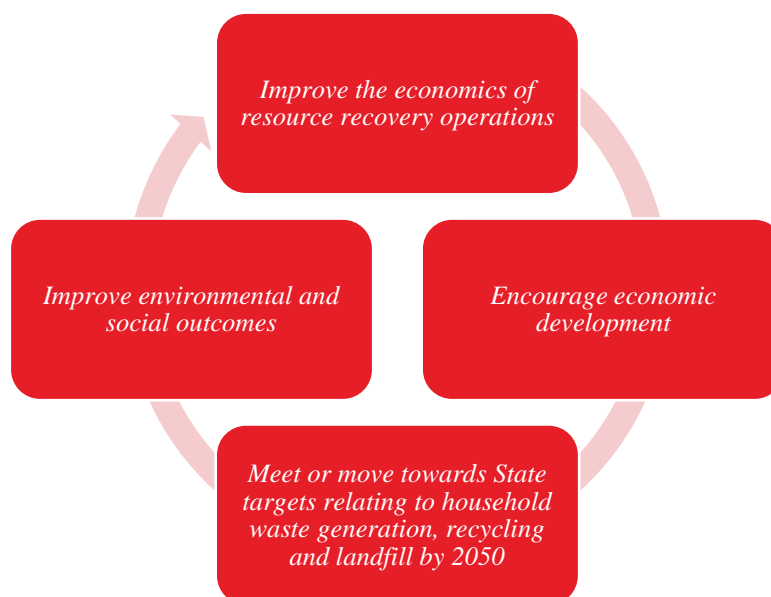 Improve the economics of
resource recovery operations
Improve environmental and
social outcomes
Encourage economic
development
Meet or move towards State
targets relating to household
waste generation, recycling
and landfill by 2050